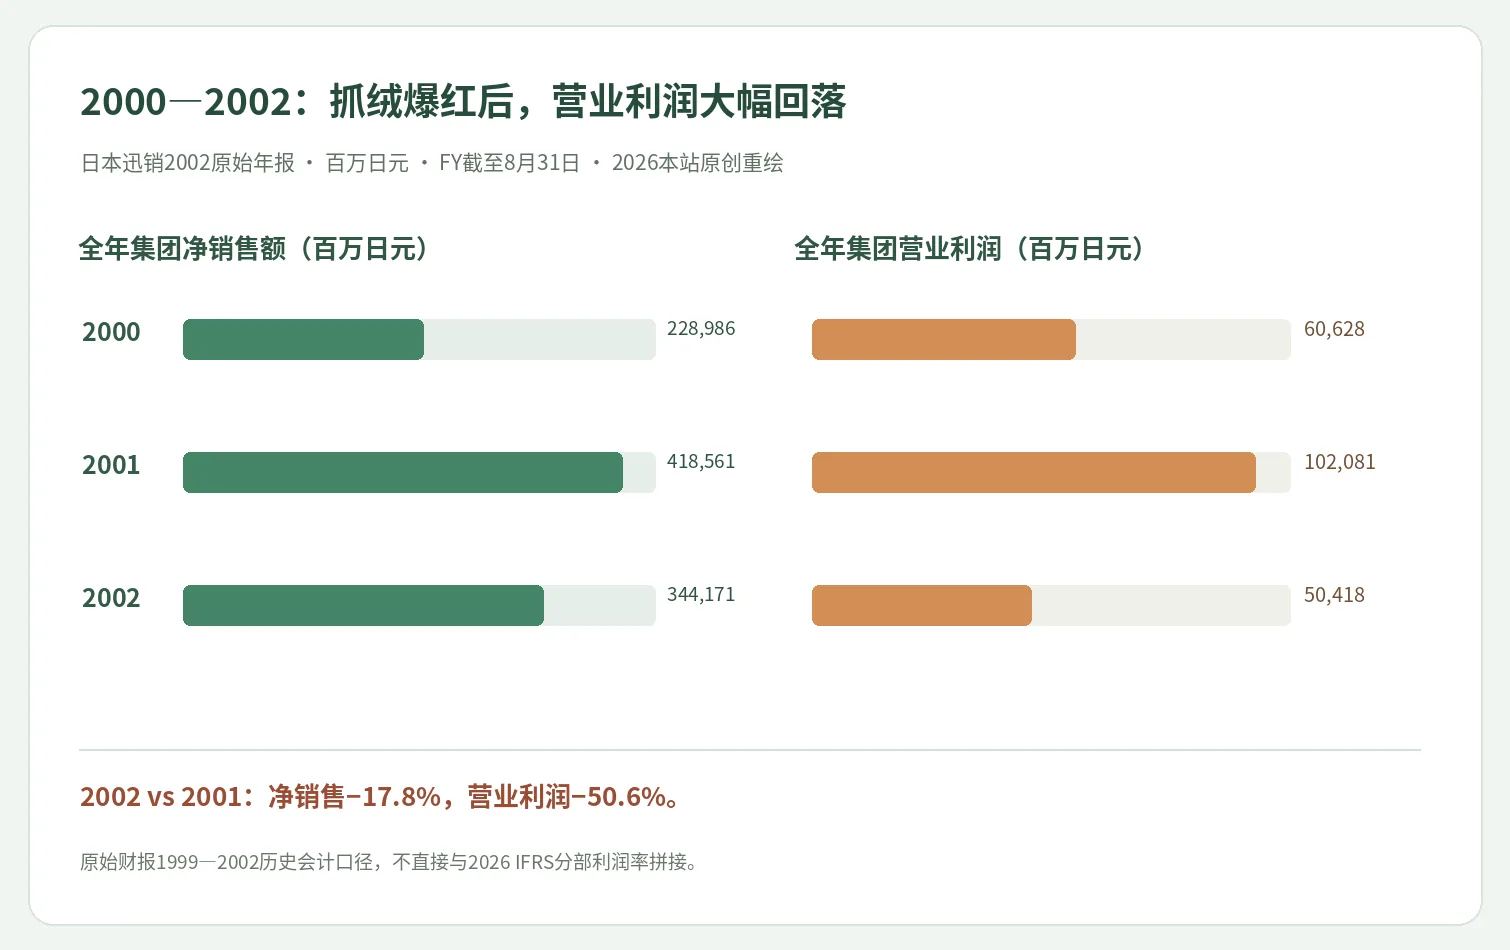 2000—2002：抓绒爆红后，营业利润大幅回落
日本迅销2002原始年报 · 百万日元 · FY截至8月31日 · 2026本站原创重绘
全年集团净销售额（百万日元）
全年集团营业利润（百万日元）
2000
228,986
60,628
2001
418,561
102,081
2002
344,171
50,418
2002 vs 2001：净销售−17.8%，营业利润−50.6%。
原始财报1999—2002历史会计口径，不直接与2026 IFRS分部利润率拼接。